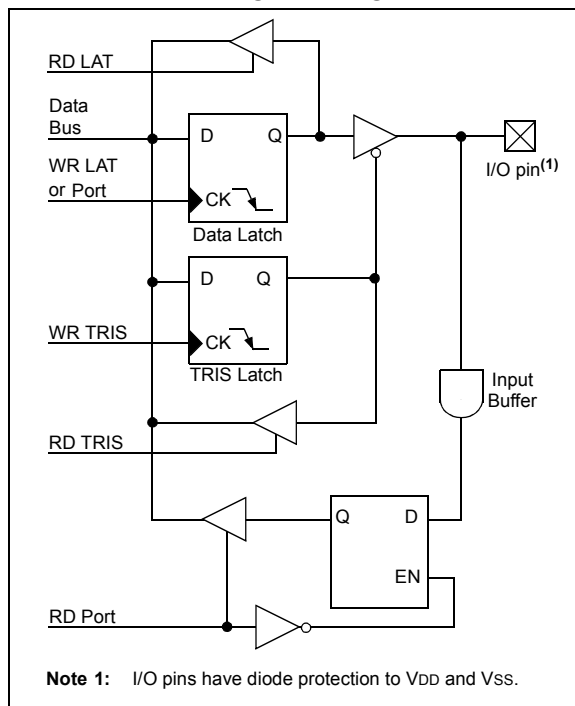 RD LAT
Data
Bus
D
Q
WR LAT
or Port
CK
Data Latch
I/O pin(1)
D
Q
WR TRIS
CK
TRIS Latch
Input
Buffer
RD TRIS
Q
D
EN
RD Port
Note 1: I/O pins have diode protection to VDD and VSS.